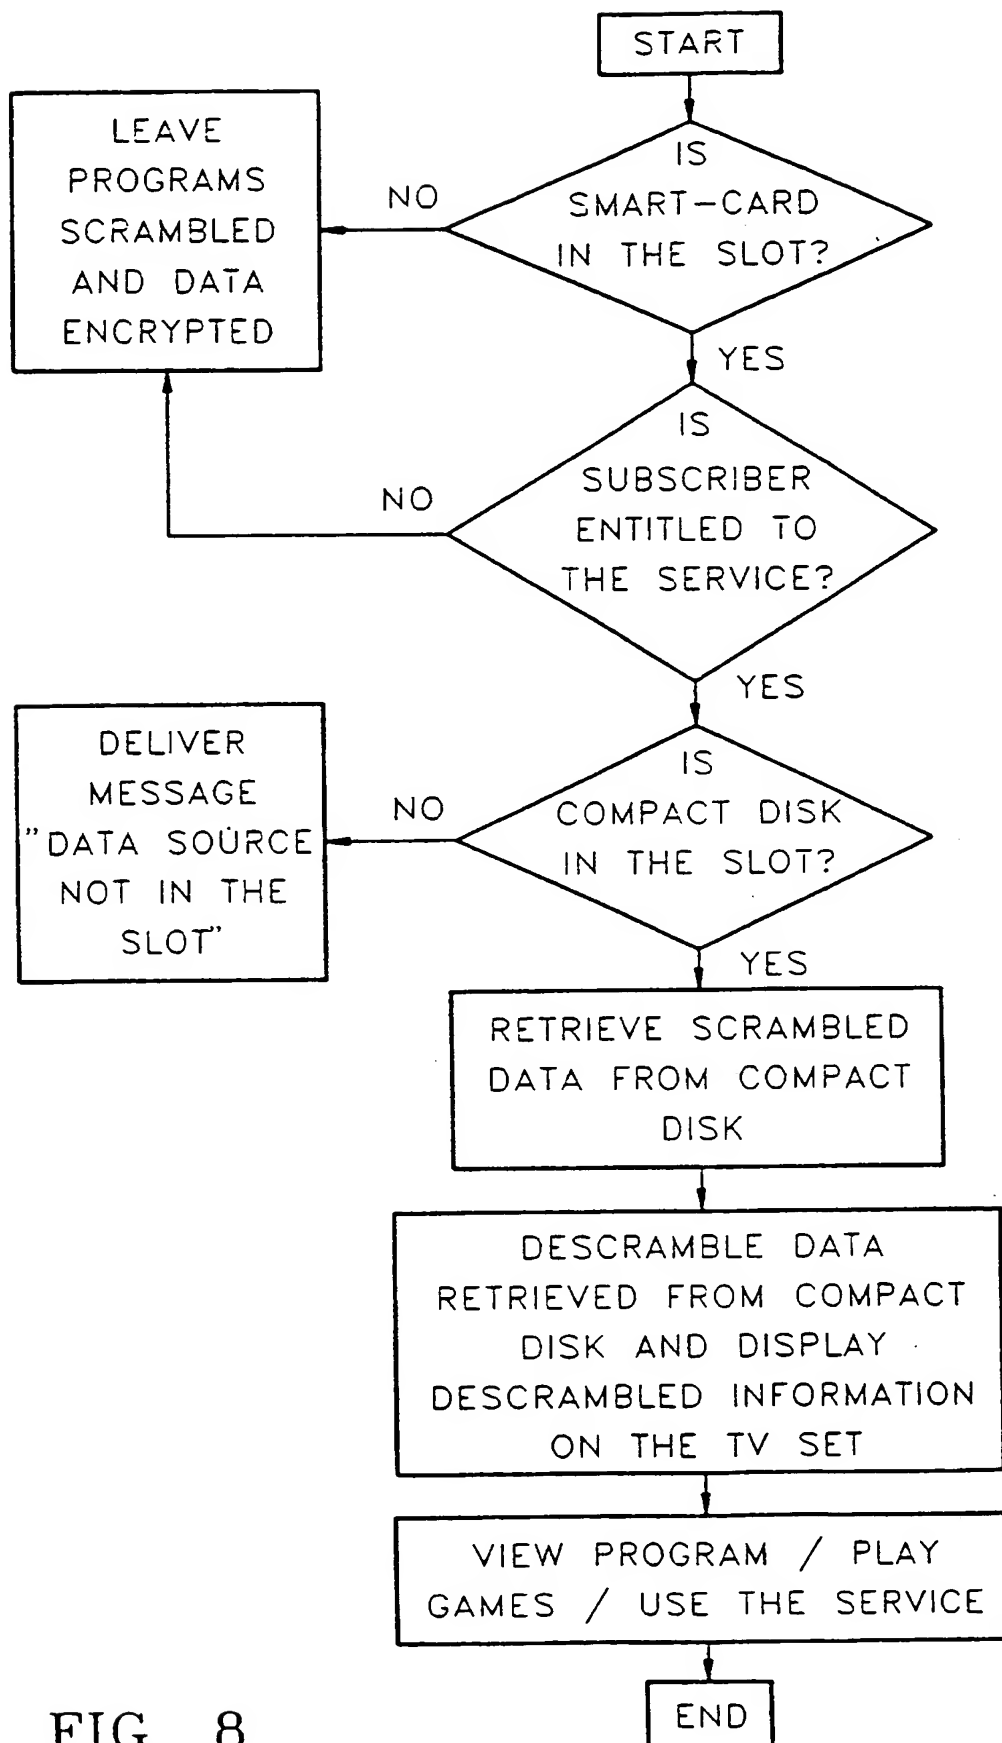 START
IS
SMART-CARD
IN THE SLOT?
NO
LEAVE
PROGRAMS
SCRAMBLED
AND DATA
ENCRYPTED
YES
IS
SUBSCRIBER
ENTITLED TO
THE SERVICE?
NO
YES
IS
COMPACT DISK
IN THE SLOT?
NO
DELIVER
MESSAGE
"DATA SOURCE
NOT IN THE
SLOT"
YES
RETRIEVE SCRAMBLED
DATA FROM COMPACT
DISK
DESCRAMBLE DATA
RETRIEVED FROM COMPACT
DISK AND DISPLAY
DESCRAMBLED INFORMATION
ON THE TV SET
VIEW PROGRAM / PLAY
GAMES / USE THE SERVICE
END
FIG. 8